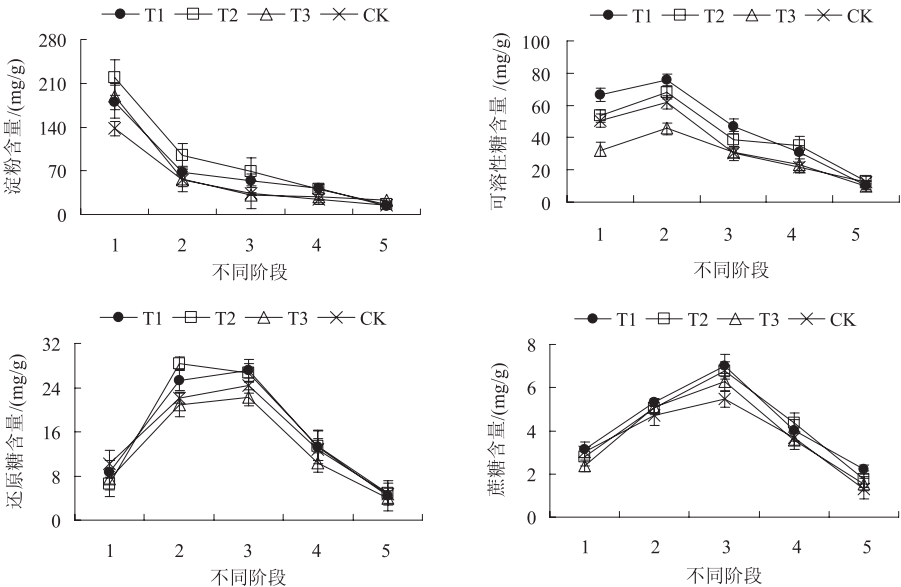 T1 T2 T3 CK
淀粉含量/(mg/g)
280
210
140
70
0
1 2 3 4 5
不同阶段
T1 T2 T3 CK
可溶性糖含量/(mg/g)
100
80
60
40
20
0
1 2 3 4 5
不同阶段
T1 T2 T3 CK
还原糖含量/(mg/g)
32
24
16
8
0
1 2 3 4 5
不同阶段
T1 T2 T3 CK
蔗糖含量/(mg/g)
8
6
4
2
0
1 2 3 4 5
不同阶段